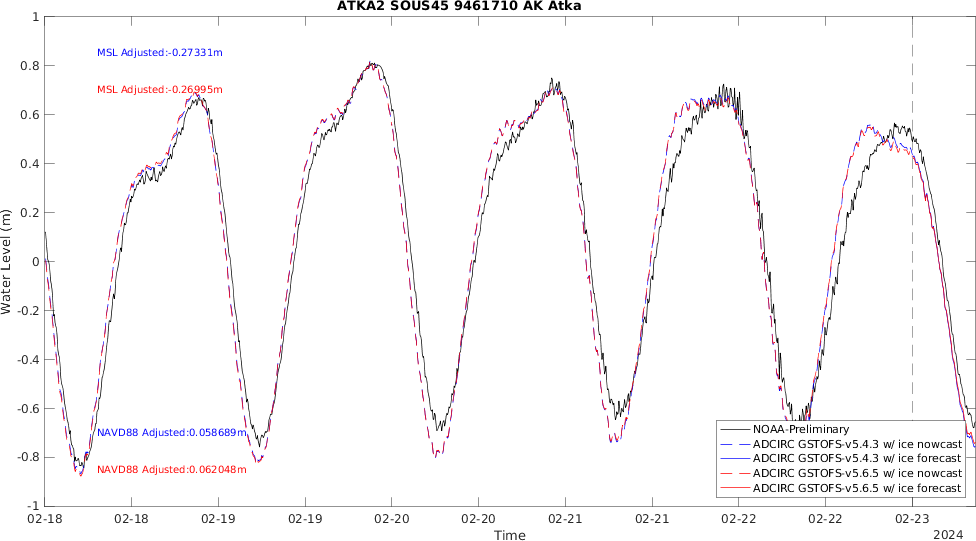 ATKA2 SOUS45 9461710 AK Atka
1
0.8
0.6
0.4
0.2
0
-0.2
-0.4
-0.6
-0.8
-1
Water Level (m)
MSL Adjusted:-0.27331m
MSL Adjusted:-0.26995m
NAVD88 Adjusted:0.058689m
NAVD88 Adjusted:0.062048m
NOAA-Preliminary
ADCIRC GSTOFS-v5.4.3 w/ ice nowcast
ADCIRC GSTOFS-v5.4.3 w/ ice forecast
ADCIRC GSTOFS-v5.6.5 w/ ice nowcast
ADCIRC GSTOFS-v5.6.5 w/ ice forecast
02-18 02-18 02-19 02-19 02-20 02-20 02-21 02-21 02-22 02-22 02-23
Time
2024